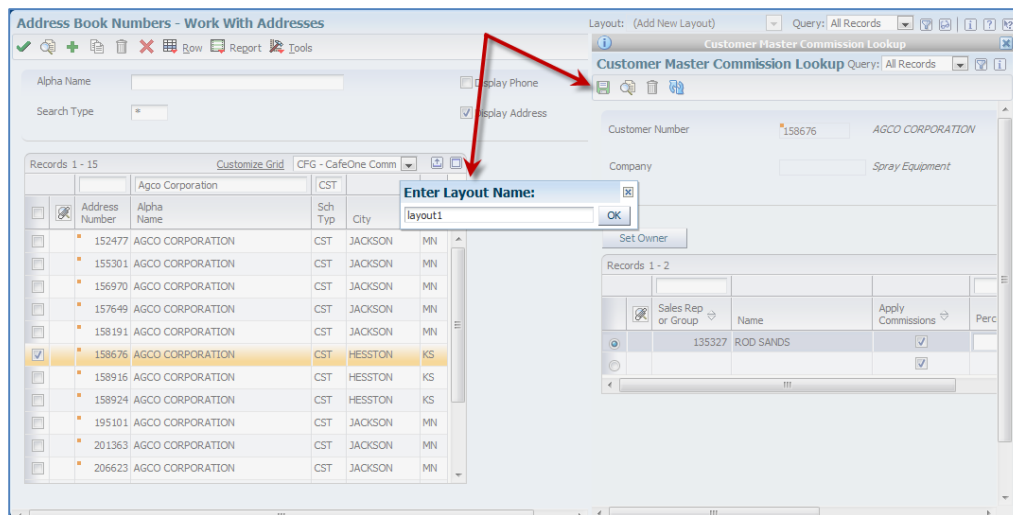 Address Book Numbers - Work With Addresses
Layout: (Add New Layout) Query: All Records
Row Report Tools
Customer Master Commission Lookup
Customer Master Commission Lookup Query: All Records
Alpha Name
Display Phone
Search Type *
Display Address
Customer Number 158676 AGCO CORPORATION
Company Spray Equipment
Records 1 - 15 Customize Grid CFG - CafeOne Comm
Agco Corporation CST
Enter Layout Name:
layout1 OK
Address Number Alpha Name Sch Typ City
152477 AGCO CORPORATION CST JACKSON MN
155301 AGCO CORPORATION CST JACKSON MN
156970 AGCO CORPORATION CST JACKSON MN
157649 AGCO CORPORATION CST JACKSON MN
158191 AGCO CORPORATION CST JACKSON MN
158676 AGCO CORPORATION CST HESSTON KS
158916 AGCO CORPORATION CST HESSTON KS
158924 AGCO CORPORATION CST HESSTON KS
195101 AGCO CORPORATION CST JACKSON MN
201363 AGCO CORPORATION CST JACKSON MN
206623 AGCO CORPORATION CST JACKSON MN
Set Owner
Records 1 - 2
Sales Rep or Group Name Apply Commissions Perc
135327 ROD SANDS